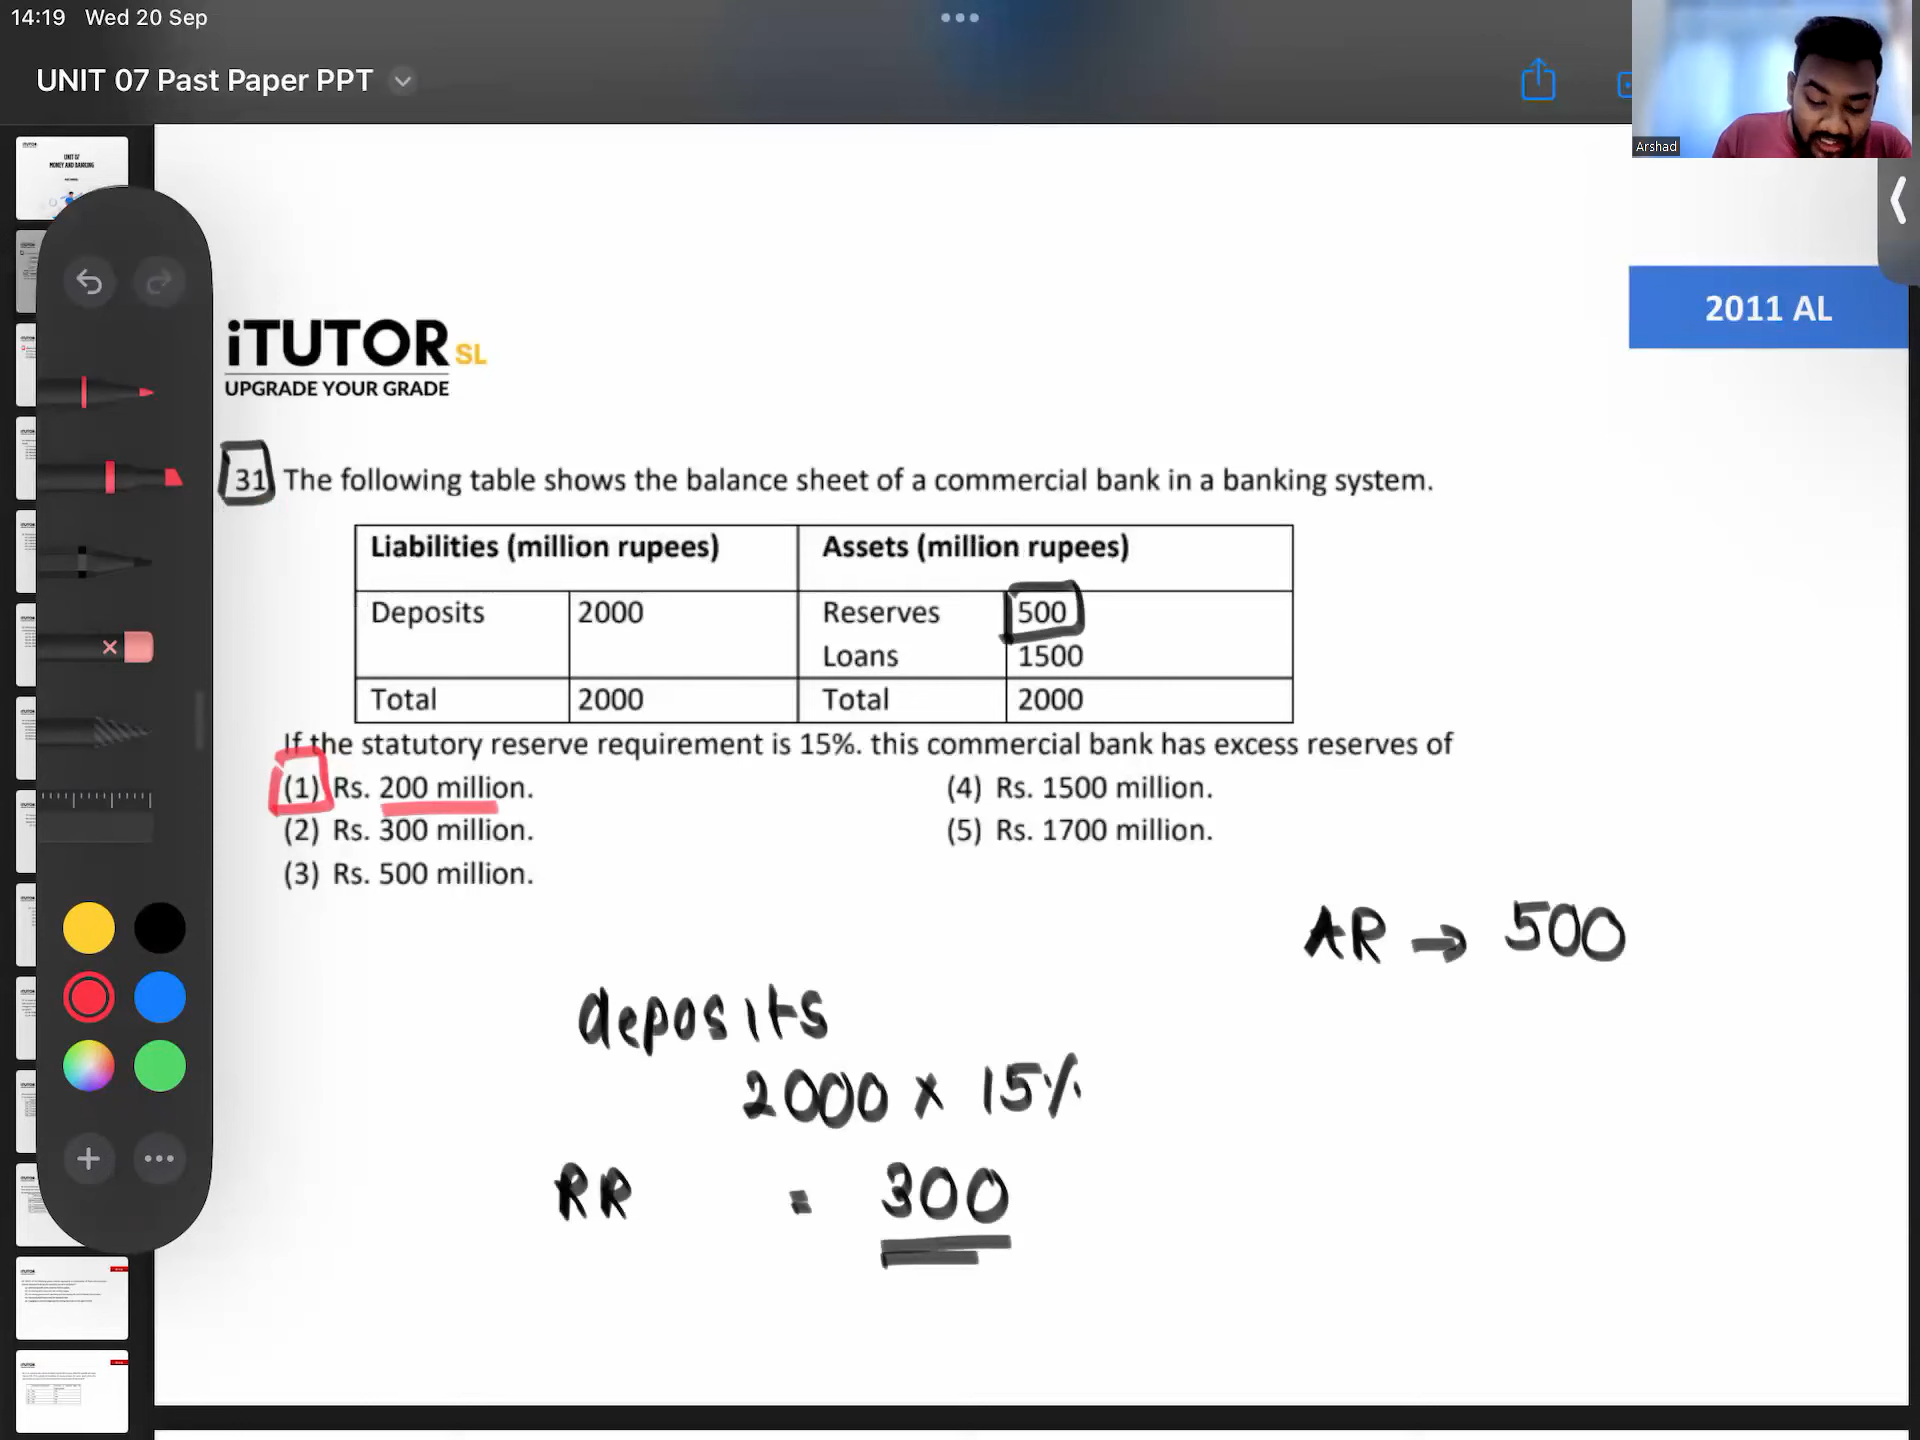 14:19 Wed 20 Sep
UNIT 07 Past Paper PPT
Arshad
2011 AL
iTUTOR SL
UPGRADE YOUR GRADE
31 The following table shows the balance sheet of a commercial bank in a banking system.
Liabilities (million rupees) Assets (million rupees)
Deposits 2000 Reserves 500
Loans 1500
Total 2000 Total 2000
If the statutory reserve requirement is 15%. this commercial bank has excess reserves of
(1) Rs. 200 million. (4) Rs. 1500 million.
(2) Rs. 300 million. (5) Rs. 1700 million.
(3) Rs. 500 million.
AR → 500
deposits
2000 x 15%
RR = 300